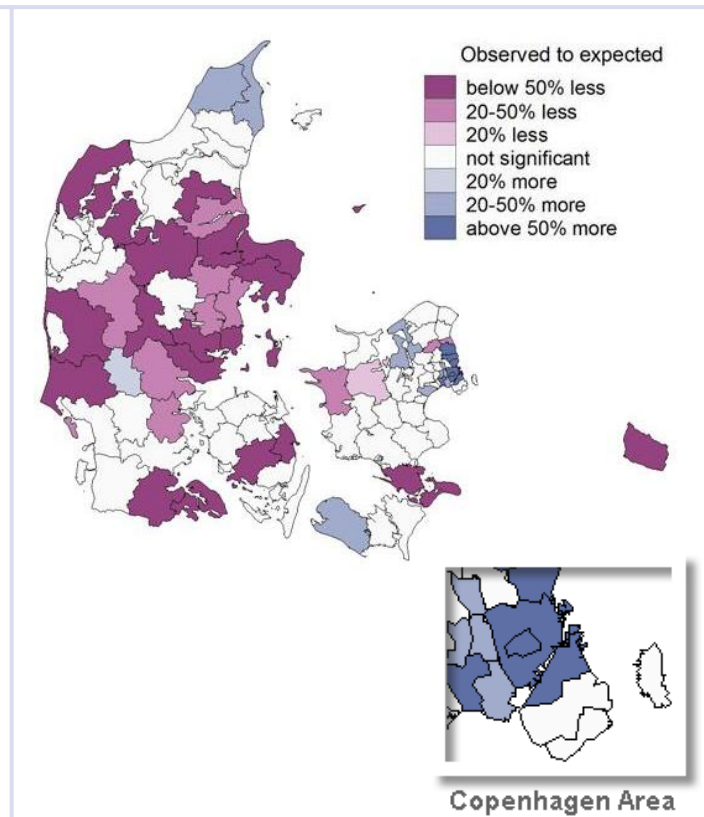 Observed to expected
below 50% less
20-50% less
20% less
not significant
20% more
20-50% more
above 50% more
Copenhagen Area